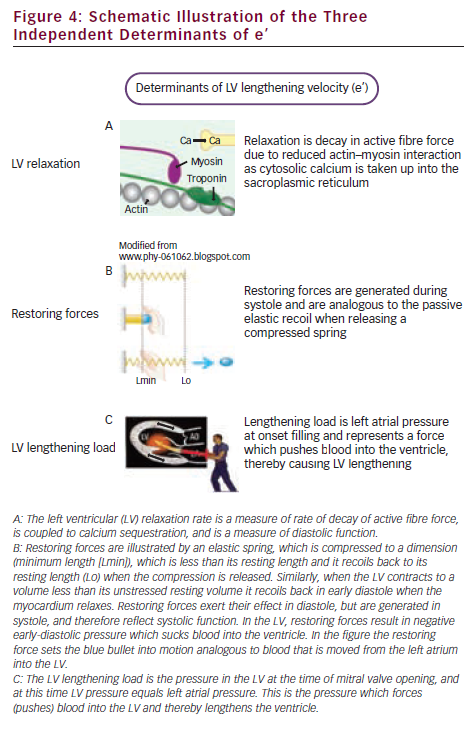 Figure 4: Schematic Illustration of the Three
Independent Determinants of e′
Determinants of LV lengthening velocity (e′)
A
LV relaxation
Ca Ca
Myosin
Troponin
Actin
Relaxation is decay in active fibre force
due to reduced actin–myosin interaction
as cytosolic calcium is taken up into the
sacroplasmic reticulum
Modified from
www.phy-061062.blogspot.com
B
Restoring forces
Lmin Lo
Restoring forces are generated during
systole and are analogous to the passive
elastic recoil when releasing a
compressed spring
C
LV lengthening load
LV AO
Lengthening load is left atrial pressure
at onset filling and represents a force
which pushes blood into the ventricle,
thereby causing LV lengthening
A: The left ventricular (LV) relaxation rate is a measure of rate of decay of active fibre force,
is coupled to calcium sequestration, and is a measure of diastolic function.
B: Restoring forces are illustrated by an elastic spring, which is compressed to a dimension
(minimum length [Lmin]), which is less than its resting length and it recoils back to its
resting length (Lo) when the compression is released. Similarly, when the LV contracts to a
volume less than its unstressed resting volume it recoils back in early diastole when the
myocardium relaxes. Restoring forces exert their effect in diastole, but are generated in
systole, and therefore reflect systolic function. In the LV, restoring forces result in negative
early-diastolic pressure which sucks blood into the ventricle. In the figure the restoring
force sets the blue bullet into motion analogous to blood that is moved from the left atrium
into the LV.
C: The LV lengthening load is the pressure in the LV at the time of mitral valve opening, and
at this time LV pressure equals left atrial pressure. This is the pressure which forces
(pushes) blood into the LV and thereby lengthens the ventricle.